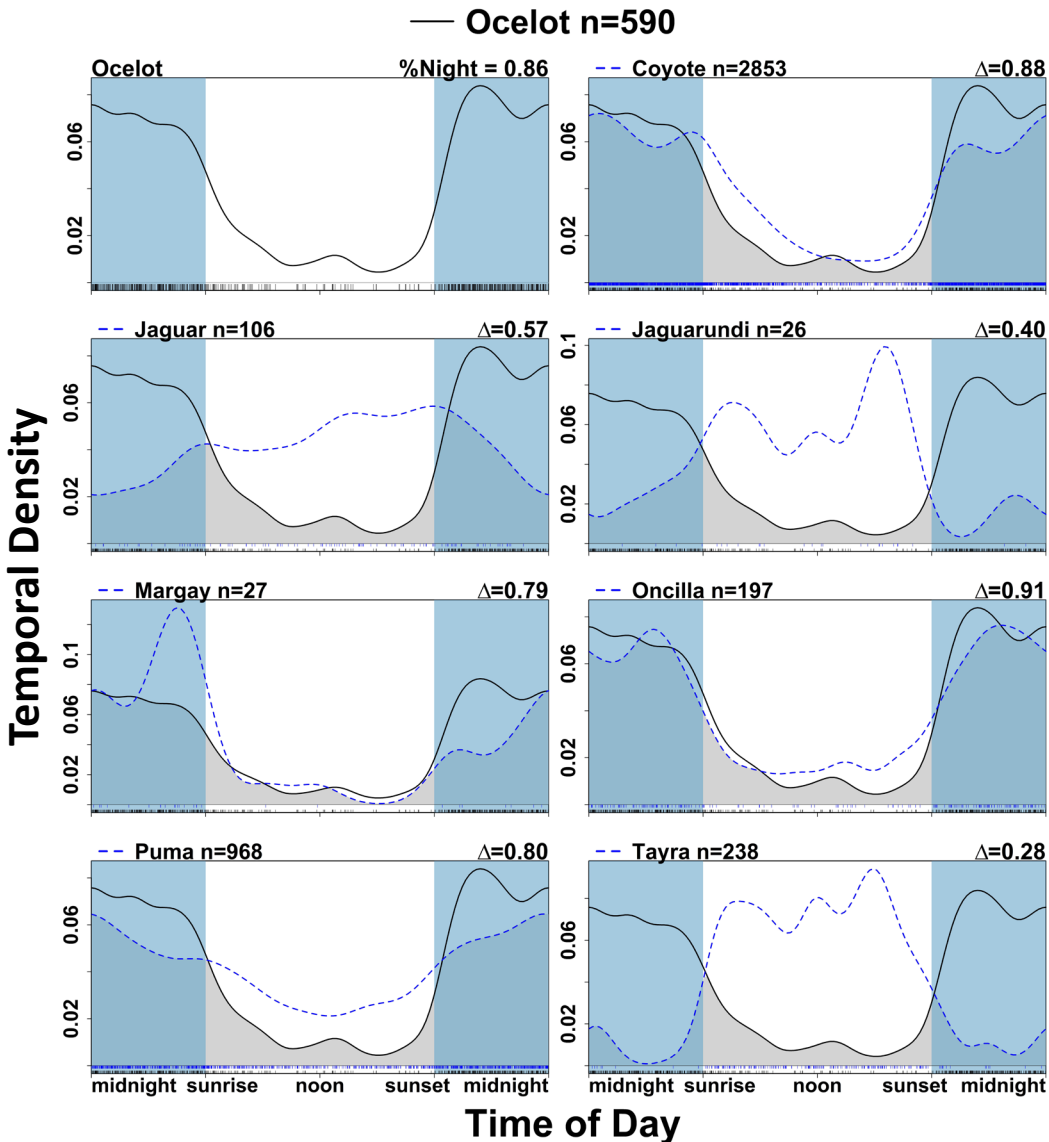 Ocelot n=590
Ocelot %Night = 0.86
0.06
0.02
Coyote n=2853 Δ=0.88
0.06
0.02
Jaguar n=106 Δ=0.57
0.06
0.02
Jaguarundi n=26 Δ=0.40
0.1
0.06
0.02
Margay n=27 Δ=0.79
0.1
0.06
0.02
Oncilla n=197 Δ=0.91
0.06
0.02
Puma n=968 Δ=0.80
0.06
0.02
Tayra n=238 Δ=0.28
0.06
0.02
midnight sunrise noon sunset midnight
midnight sunrise noon sunset midnight
Temporal Density
Time of Day